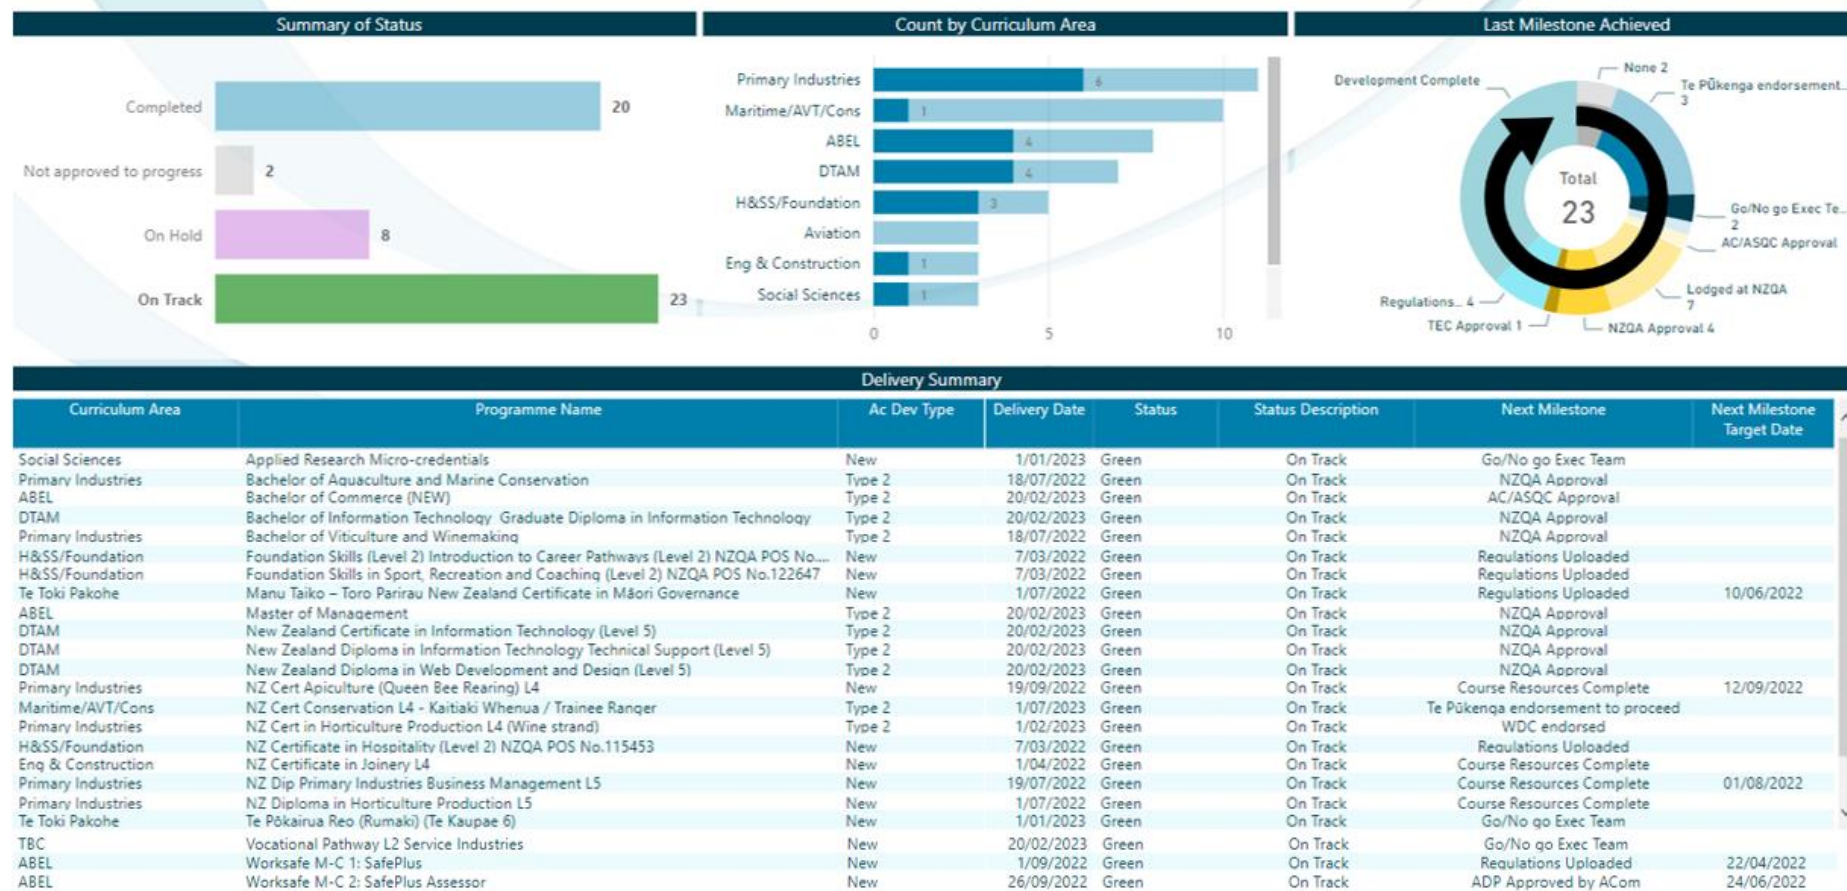 Summary of Status
Completed 20
Not approved to progress 2
On Hold 8
On Track 23
Count by Curriculum Area
Primary Industries 6
Maritime/AVT/Cons 1
ABEL 4
DTAM 4
H&SS/Foundation 3
Aviation
Eng & Construction 1
Social Sciences 1
0 5 10
Last Milestone Achieved
Development Complete
None 2
Te Pūkenga endorsement...
3
Go/No go Exec Te...
2
AC/ASQC Approval
Lodged at NZQA
7
NZQA Approval 4
TEC Approval 1
Regulations... 4
Total
23
Delivery Summary
Curriculum Area Programme Name Ac Dev Type Delivery Date Status Status Description Next Milestone Next Milestone
Target Date
Social Sciences Applied Research Micro-credentials New 1/01/2023 Green On Track Go/No go Exec Team
Primary Industries Bachelor of Aquaculture and Marine Conservation Type 2 18/07/2022 Green On Track NZQA Approval
ABEL Bachelor of Commerce (NEW) Type 2 20/02/2023 Green On Track AC/ASQC Approval
DTAM Bachelor of Information Technology Graduate Diploma in Information Technology Type 2 20/02/2023 Green On Track NZQA Approval
Primary Industries Bachelor of Viticulture and Winemaking Type 2 18/07/2022 Green On Track NZQA Approval
H&SS/Foundation Foundation Skills (Level 2) Introduction to Career Pathways (Level 2) NZQA POS No.... New 7/03/2022 Green On Track Regulations Uploaded
H&SS/Foundation Foundation Skills in Sport, Recreation and Coaching (Level 2) NZQA POS No.122647 New 7/03/2022 Green On Track Regulations Uploaded
Te Toki Pakohe Manu Taiko – Toro Parirau New Zealand Certificate in Māori Governance New 1/07/2022 Green On Track Regulations Uploaded 10/06/2022
ABEL Master of Management Type 2 20/02/2023 Green On Track NZQA Approval
DTAM New Zealand Certificate in Information Technology (Level 5) Type 2 20/02/2023 Green On Track NZQA Approval
DTAM New Zealand Diploma in Information Technology Technical Support (Level 5) Type 2 20/02/2023 Green On Track NZQA Approval
DTAM New Zealand Diploma in Web Development and Design (Level 5) Type 2 20/02/2023 Green On Track NZQA Approval
Primary Industries NZ Cert Apiculture (Queen Bee Rearing) L4 New 19/09/2022 Green On Track Course Resources Complete 12/09/2022
Maritime/AVT/Cons NZ Cert Conservation L4 - Kaitiaki Whenua / Trainee Ranger Type 2 1/07/2023 Green On Track Te Pūkenga endorsement to proceed
Primary Industries NZ Cert in Horticulture Production L4 (Wine strand) Type 2 1/02/2023 Green On Track WDC endorsed
H&SS/Foundation NZ Certificate in Hospitality (Level 2) NZQA POS No.115453 New 7/03/2022 Green On Track Regulations Uploaded
Eng & Construction NZ Certificate in Joinery L4 New 1/04/2022 Green On Track Course Resources Complete
Primary Industries NZ Dip Primary Industries Business Management L5 New 19/07/2022 Green On Track Course Resources Complete 01/08/2022
Primary Industries NZ Diploma in Horticulture Production L5 New 1/07/2022 Green On Track Course Resources Complete
Te Toki Pakohe Te Pōkairua Reo (Rumaki) (Te Kaupae 6) New 1/01/2023 Green On Track Go/No go Exec Team
TBC Vocational Pathway L2 Service Industries New 20/02/2023 Green On Track Go/No go Exec Team
ABEL Worksafe M-C 1: SafePlus New 1/09/2022 Green On Track Regulations Uploaded 22/04/2022
ABEL Worksafe M-C 2: SafePlus Assessor New 26/09/2022 Green On Track ADP Approved by ACom 24/06/2022